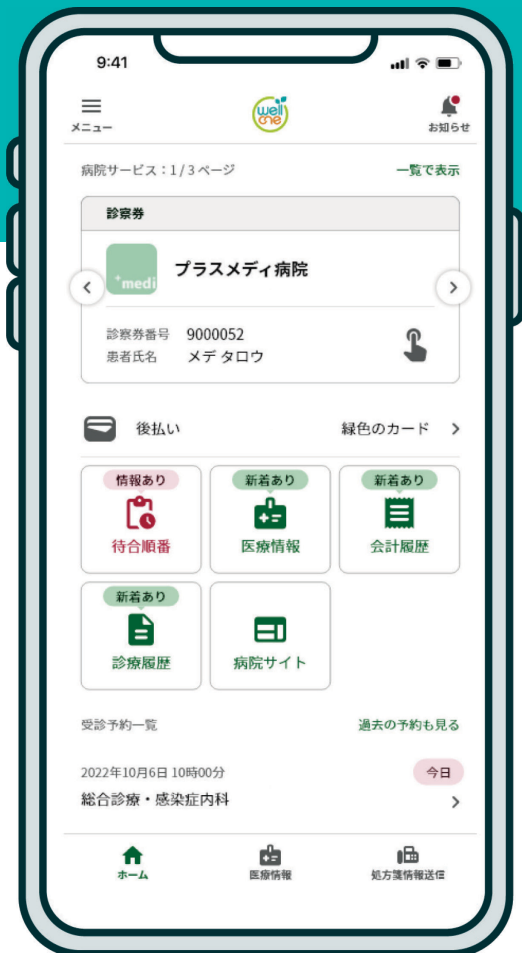 9:41
well
one
メニュー
お知らせ
病院サービス：1/3ページ
一覧で表示
診察券
+medi
プラスメディ病院
診察券番号 9000052
患者氏名 メデ タロウ
後払い
緑色のカード
情報あり
新着あり
新着あり
待合順番
医療情報
会計履歴
新着あり
診療履歴
病院サイト
受診予約一覧
過去の予約も見る
2022年10月6日 10時00分
今日
総合診療・感染症内科
ホーム
医療情報
処方箋情報送信